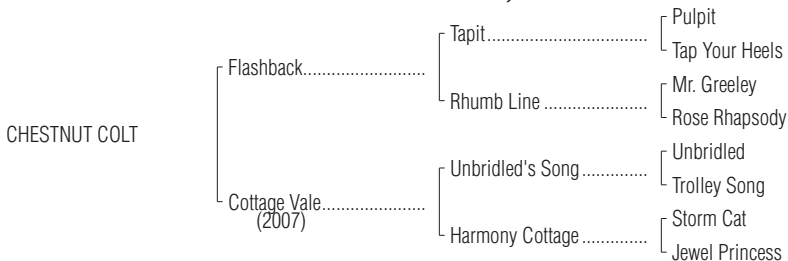 Pulpit
Tapit................................
Tap Your Heels
Flashback........................
Mr. Greeley
Rhumb Line .....................
Rose Rhapsody
CHESTNUT COLT
Unbridled
Unbridled's Song .............
Trolley Song
Cottage Vale.....................
(2007)
Storm Cat
Harmony Cottage .............
Jewel Princess